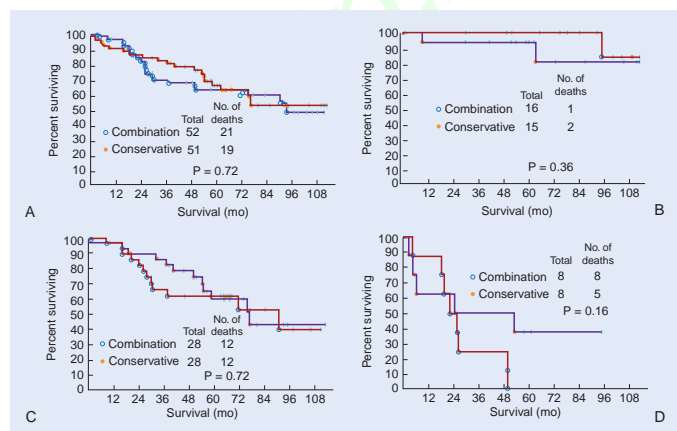 100
90
80
70
60
50
40
30
20
10
Percent surviving
No. of
Total deaths
Combination 52 21
Conservative 51 19
P = 0.72
12 24 36 48 60 72 84 96 108
Survival (mo)
A
100
90
80
70
60
50
40
30
20
10
Percent surviving
No. of
Total deaths
Combination 16 1
Conservative 15 2
P = 0.36
12 24 36 48 60 72 84 96 108
Survival (mo)
B
100
90
80
70
60
50
40
30
20
10
Percent surviving
No. of
Total deaths
Combination 28 12
Conservative 28 12
P = 0.72
12 24 36 48 60 72 84 96 108
Survival (mo)
C
100
90
80
70
60
50
40
30
20
10
0
Percent surviving
No. of
Total deaths
Combination 8 8
Conservative 8 5
P = 0.16
12 24 36 48 60 72 84 96 108
Survival (mo)
D